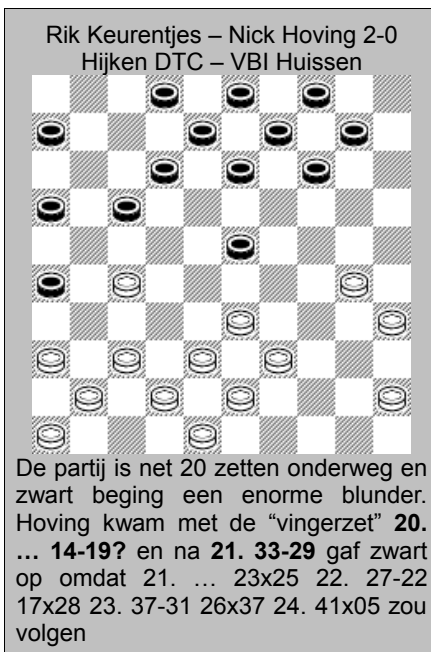 Rik Keurentjes – Nick Hoving 2-0
Hijken DTC – VBI Huissen
De partij is net 20 zetten onderweg en
zwart beging een enorme blunder.
Hoving kwam met de “vingerzet” 20.
… 14-19? en na 21. 33-29 gaf zwart
op omdat 21. … 23x25 22. 27-22
17x28 23. 37-31 26x37 24. 41x05 zou
volgen